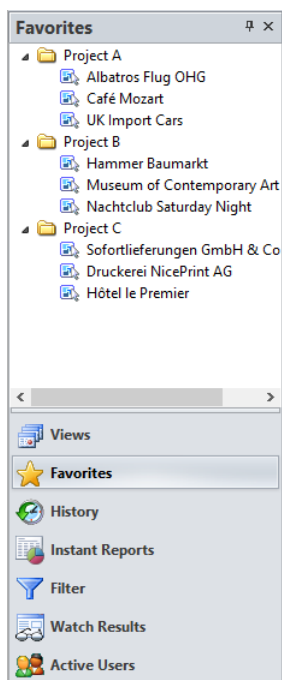 Favorites
Project A
Albatros Flug OHG
Café Mozart
UK Import Cars
Project B
Hammer Baumarkt
Museum of Contemporary Art
Nachtclub Saturday Night
Project C
Sofortlieferungen GmbH & Co
Druckerei NicePrint AG
Hôtel le Premier
Views
Favorites
History
Instant Reports
Filter
Watch Results
Active Users